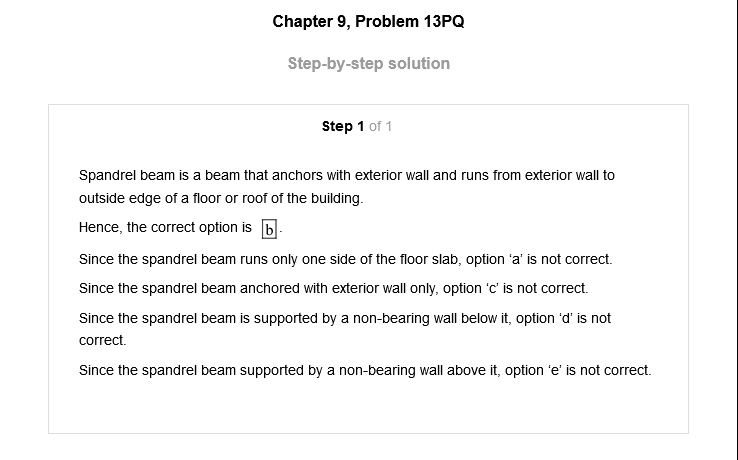 Chapter 9, Problem 13PQ
Step-by-step solution
Step 1 of 1
Spandrel beam is a beam that anchors with exterior wall and runs from exterior wall to
outside edge of a floor or roof of the building.
Hence, the correct option is b.
Since the spandrel beam runs only one side of the floor slab, option ‘a’ is not correct.
Since the spandrel beam anchored with exterior wall only, option ‘c’ is not correct.
Since the spandrel beam is supported by a non-bearing wall below it, option ‘d’ is not
correct.
Since the spandrel beam supported by a non-bearing wall above it, option ‘e’ is not correct.